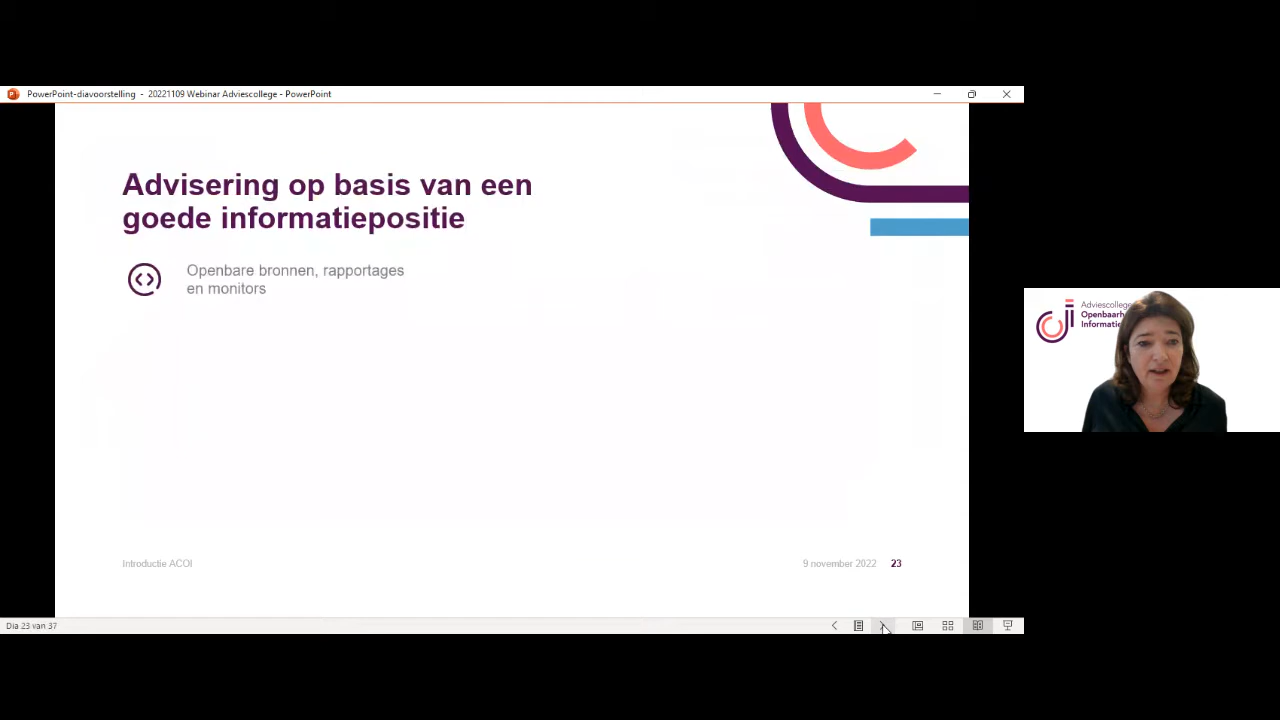 PowerPoint-diavoorstelling - 20221109 Webinar Adviescollege - PowerPoint
Advisering op basis van een
goede informatiepositie
Openbare bronnen, rapportages
en monitors
Introductie ACOI
9 november 2022 23
Dia 23 van 37
Adviescollege